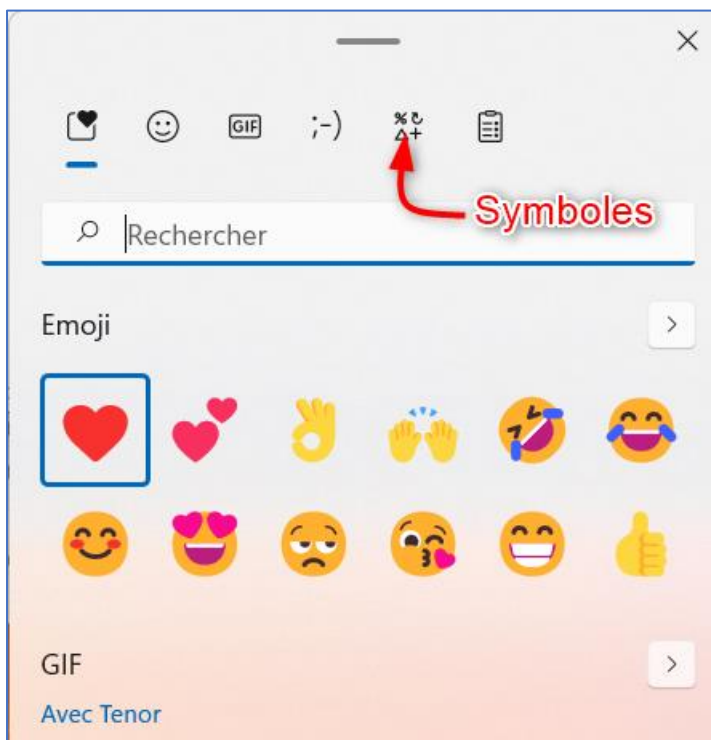 GIF ;-)
Symboles
Rechercher
Emoji
GIF
Avec Tenor